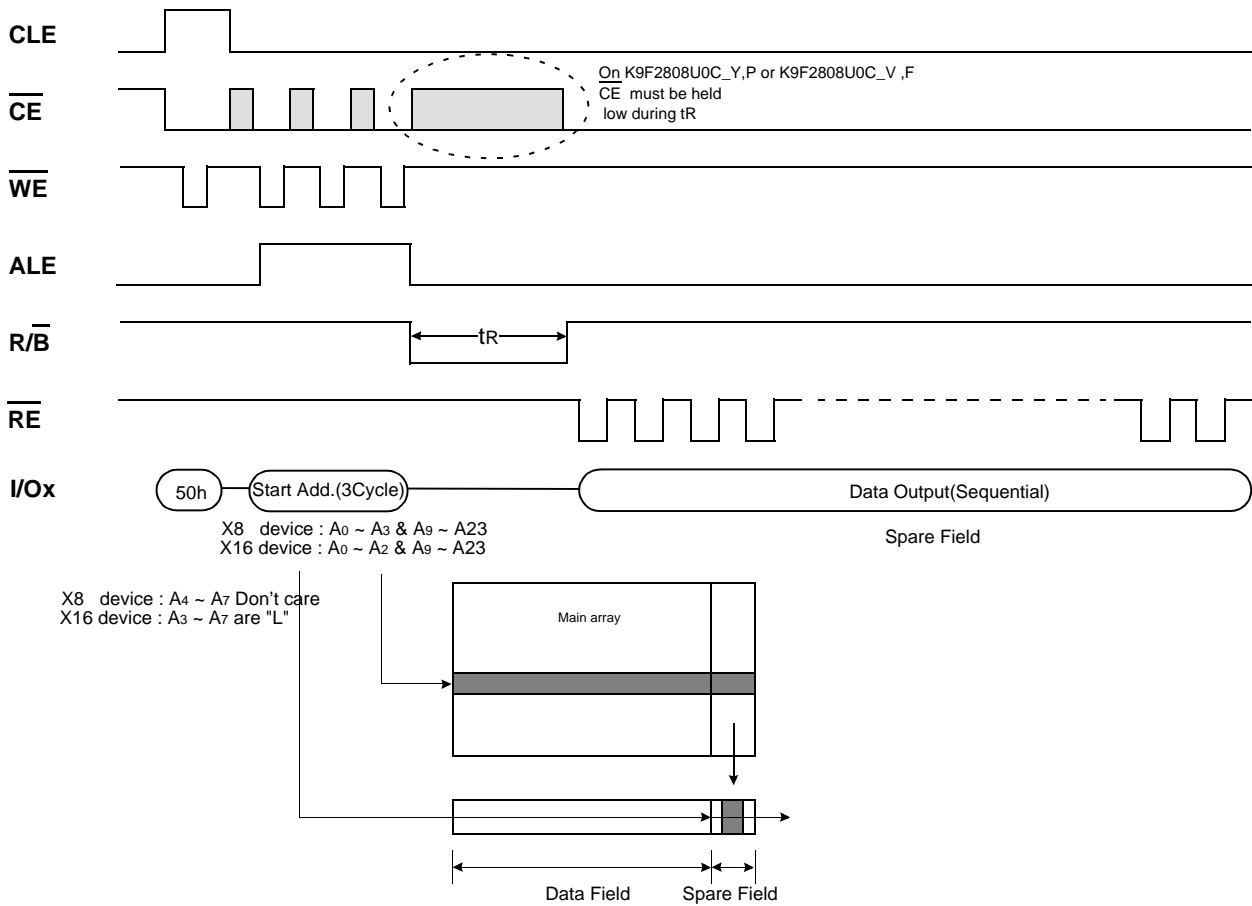 CLE
On K9F2808U0C_Y,P or K9F2808U0C_V ,F
CE must be held
low during tR
CE
WE
ALE
R/B
tR
RE
I/Ox
50h
Start Add.(3Cycle)
Data Output(Sequential)
X8 device : A0 ~ A3 & A9 ~ A23
X16 device : A0 ~ A2 & A9 ~ A23
Spare Field
X8 device : A4 ~ A7 Don't care
X16 device : A3 ~ A7 are "L"
Main array
Data Field
Spare Field